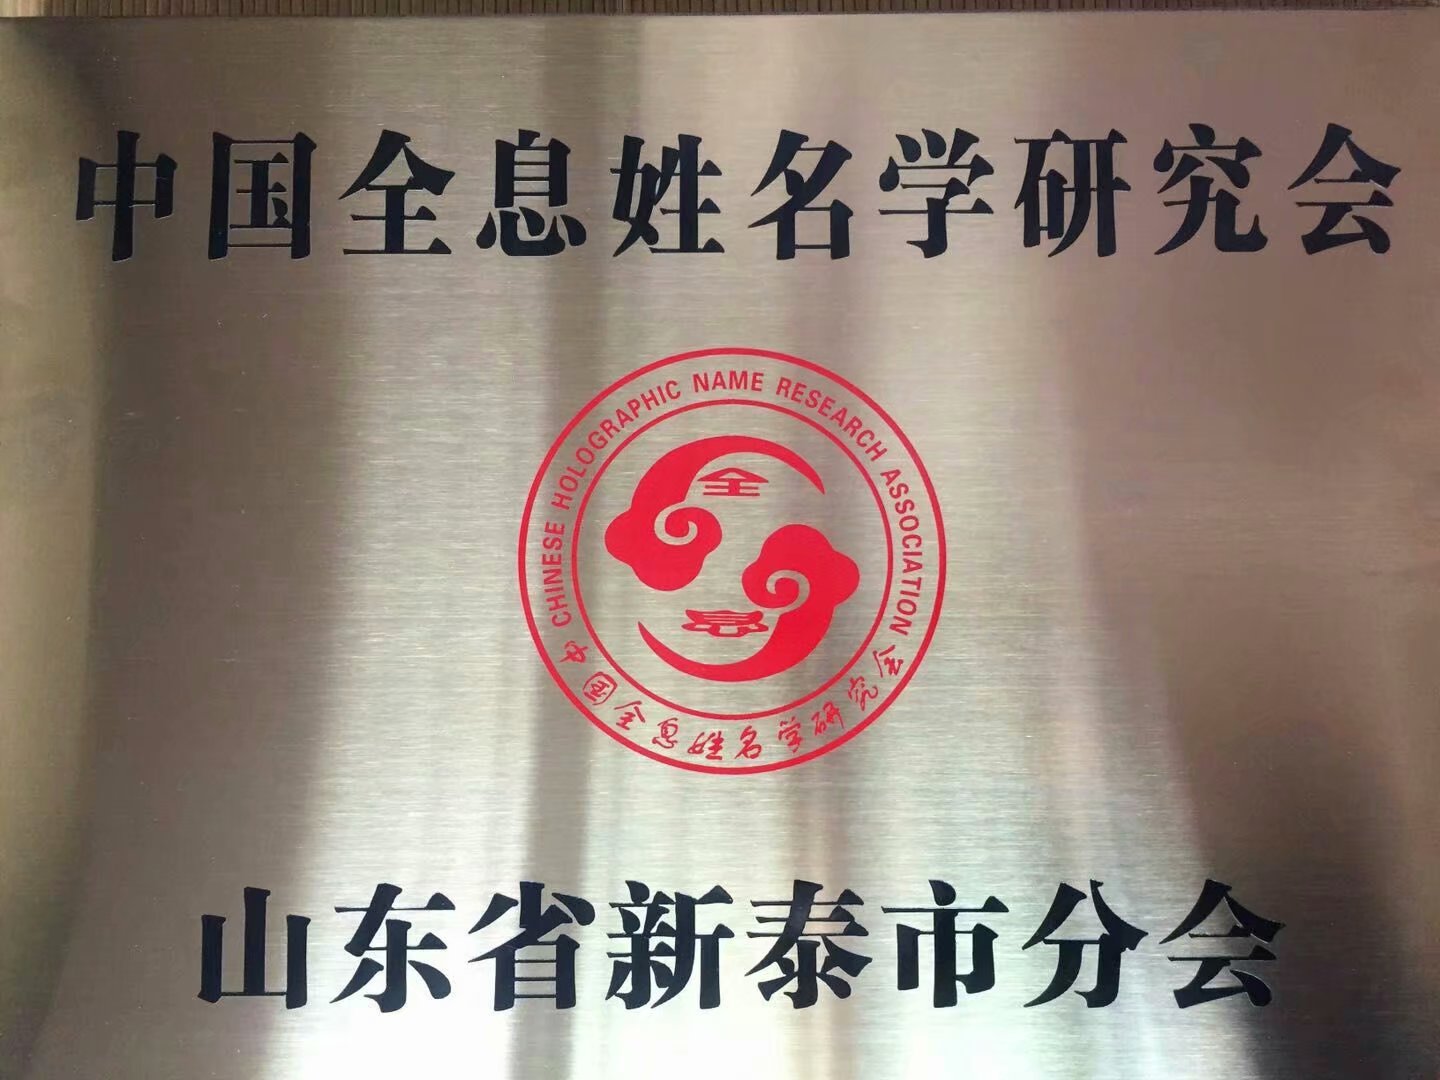 中国全息姓名学研究会
CHINESE HOLOGRAPHIC NAME RESEARCH ASSOCIATION
全
中国全息姓名学研究会
山东省新泰市分会